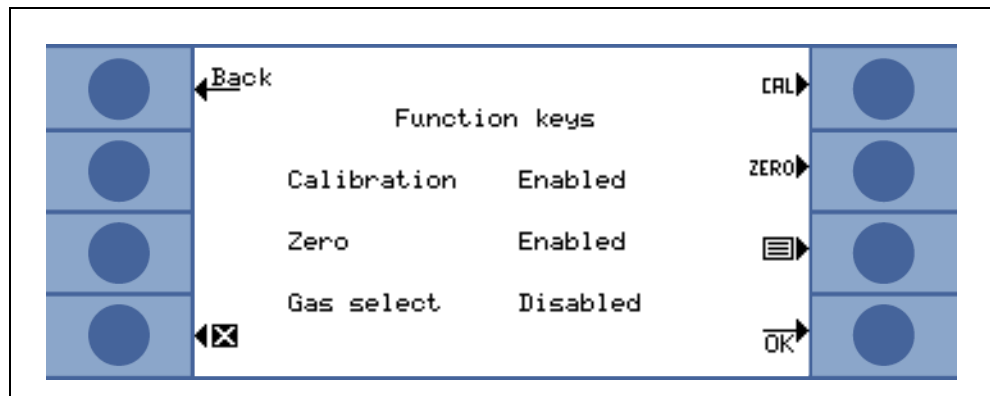 Back
CAL
Function keys
Calibration Enabled
ZERO
Zero Enabled
Gas select Disabled
OK